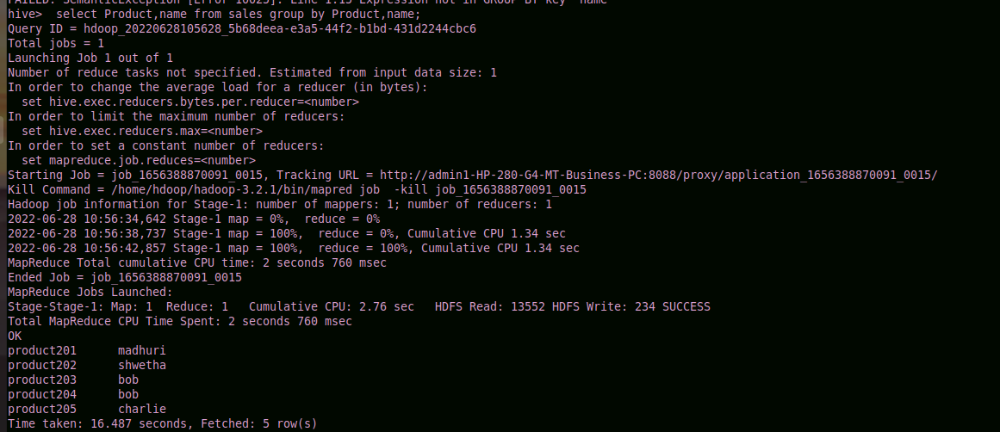 FAILED: SemanticException [Error 10025]: Line 1:15 Expression not in GROUP BY key 'name'
hive>  select Product,name from sales group by Product,name;
Query ID = hdoop_20220628105628_5b68deea-e3a5-44f2-b1bd-431d2244cbc6
Total jobs = 1
Launching Job 1 out of 1
Number of reduce tasks not specified. Estimated from input data size: 1
In order to change the average load for a reducer (in bytes):
  set hive.exec.reducers.bytes.per.reducer=<number>
In order to limit the maximum number of reducers:
  set hive.exec.reducers.max=<number>
In order to set a constant number of reducers:
  set mapreduce.job.reduces=<number>
Starting Job = job_1656388870091_0015, Tracking URL = http://admin1-HP-280-G4-MT-Business-PC:8088/proxy/application_1656388870091_0015/
Kill Command = /home/hdoop/hadoop-3.2.1/bin/mapred job  -kill job_1656388870091_0015
Hadoop job information for Stage-1: number of mappers: 1; number of reducers: 1
2022-06-28 10:56:34,642 Stage-1 map = 0%,  reduce = 0%
2022-06-28 10:56:38,737 Stage-1 map = 100%,  reduce = 0%, Cumulative CPU 1.34 sec
2022-06-28 10:56:42,857 Stage-1 map = 100%,  reduce = 100%, Cumulative CPU 1.34 sec
MapReduce Total cumulative CPU time: 2 seconds 760 msec
Ended Job = job_1656388870091_0015
MapReduce Jobs Launched:
Stage-Stage-1: Map: 1  Reduce: 1   Cumulative CPU: 2.76 sec   HDFS Read: 13552 HDFS Write: 234 SUCCESS
Total MapReduce CPU Time Spent: 2 seconds 760 msec
OK
product201      madhuri
product202      shwetha
product203      bob
product204      bob
product205      charlie
Time taken: 16.487 seconds, Fetched: 5 row(s)